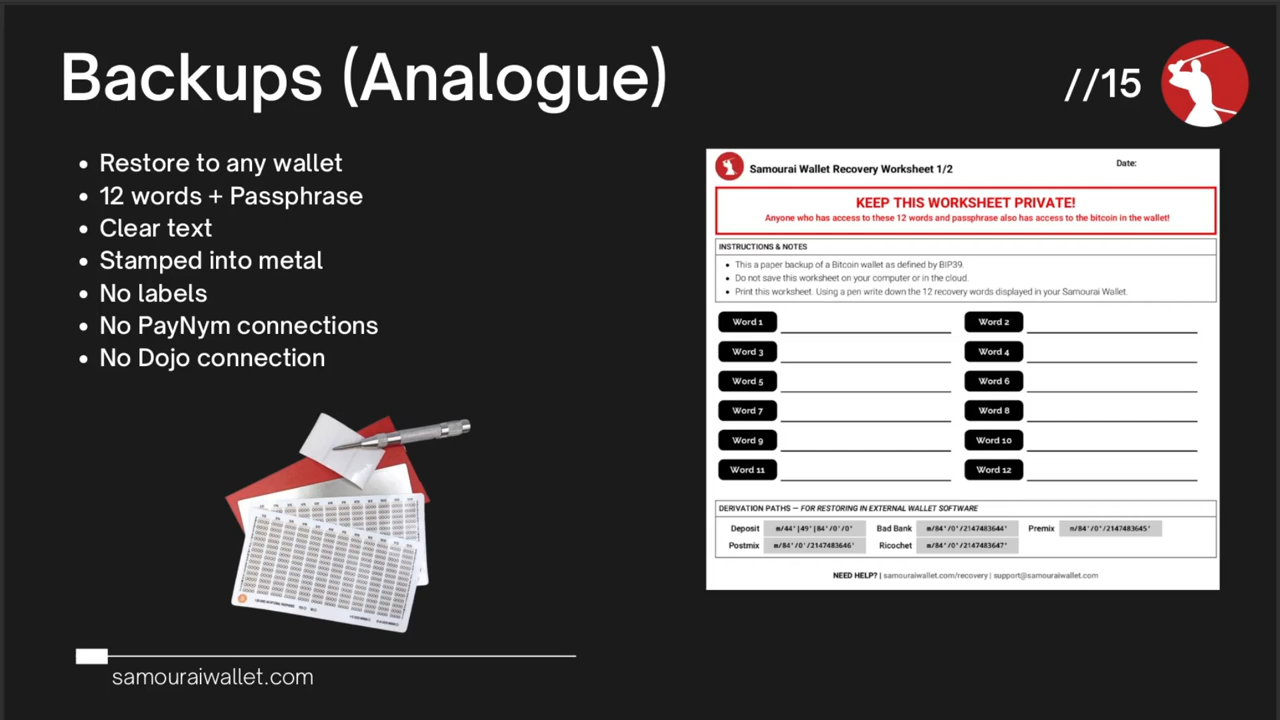 Backups (Analogue)
//15
Restore to any wallet
12 words + Passphrase
Clear text
Stamped into metal
No labels
No PayNym connections
No Dojo connection
samouraiwallet.com
Samourai Wallet Recovery Worksheet 1/2
Date:
KEEP THIS WORKSHEET PRIVATE!
Anyone who has access to these 12 words and passphrase also has access to the bitcoin in the wallet!
INSTRUCTIONS & NOTES
This a paper backup of a Bitcoin wallet as defined by BIP39.
Do not save this worksheet on your computer or in the cloud.
Print this worksheet. Using a pen write down the 12 recovery words displayed in your Samourai Wallet.
Word 1 Word 2
Word 3 Word 4
Word 5 Word 6
Word 7 Word 8
Word 9 Word 10
Word 11 Word 12
DERIVATION PATHS — FOR RESTORING IN EXTERNAL WALLET SOFTWARE
Deposit m/44'|49'|84'/0'/0' Bad Bank m/84'/0'/2147483644' Premix m/84'/0'/2147483645'
Postmix m/84'/0'/2147483646' Ricochet m/84'/0'/2147483647'
NEED HELP? | samouraiwallet.com/recovery | support@samouraiwallet.com